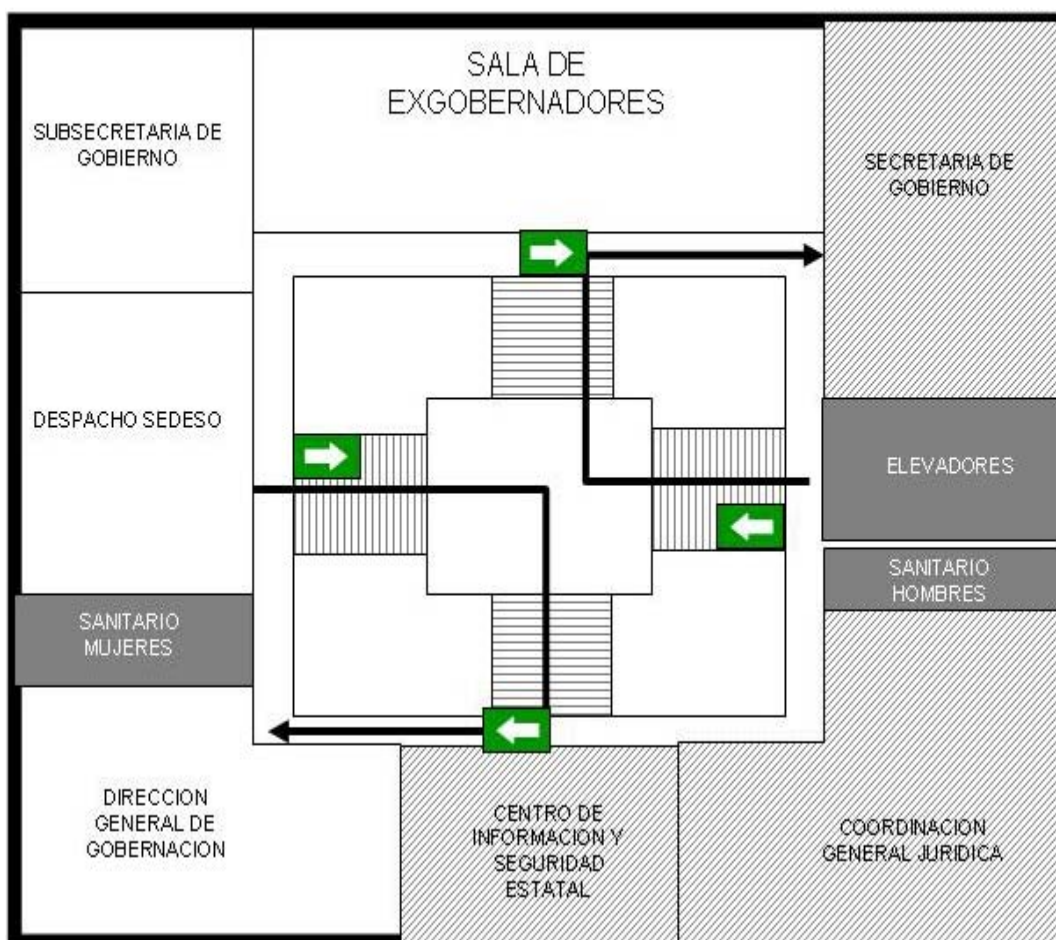 SALA DE
EXGOBERNADORES
SUBSECRETARIA DE
GOBIERNO
SECRETARIA DE
GOBIERNO
DESPACHO SEDESO
ELEVADORES
SANITARIO
HOMBRES
SANITARIO
MUJERES
DIRECCION
GENERAL DE
GOBERNACION
CENTRO DE
INFORMACION Y
SEGURIDAD
ESTATAL
COORDINACION
GENERAL JURIDICA